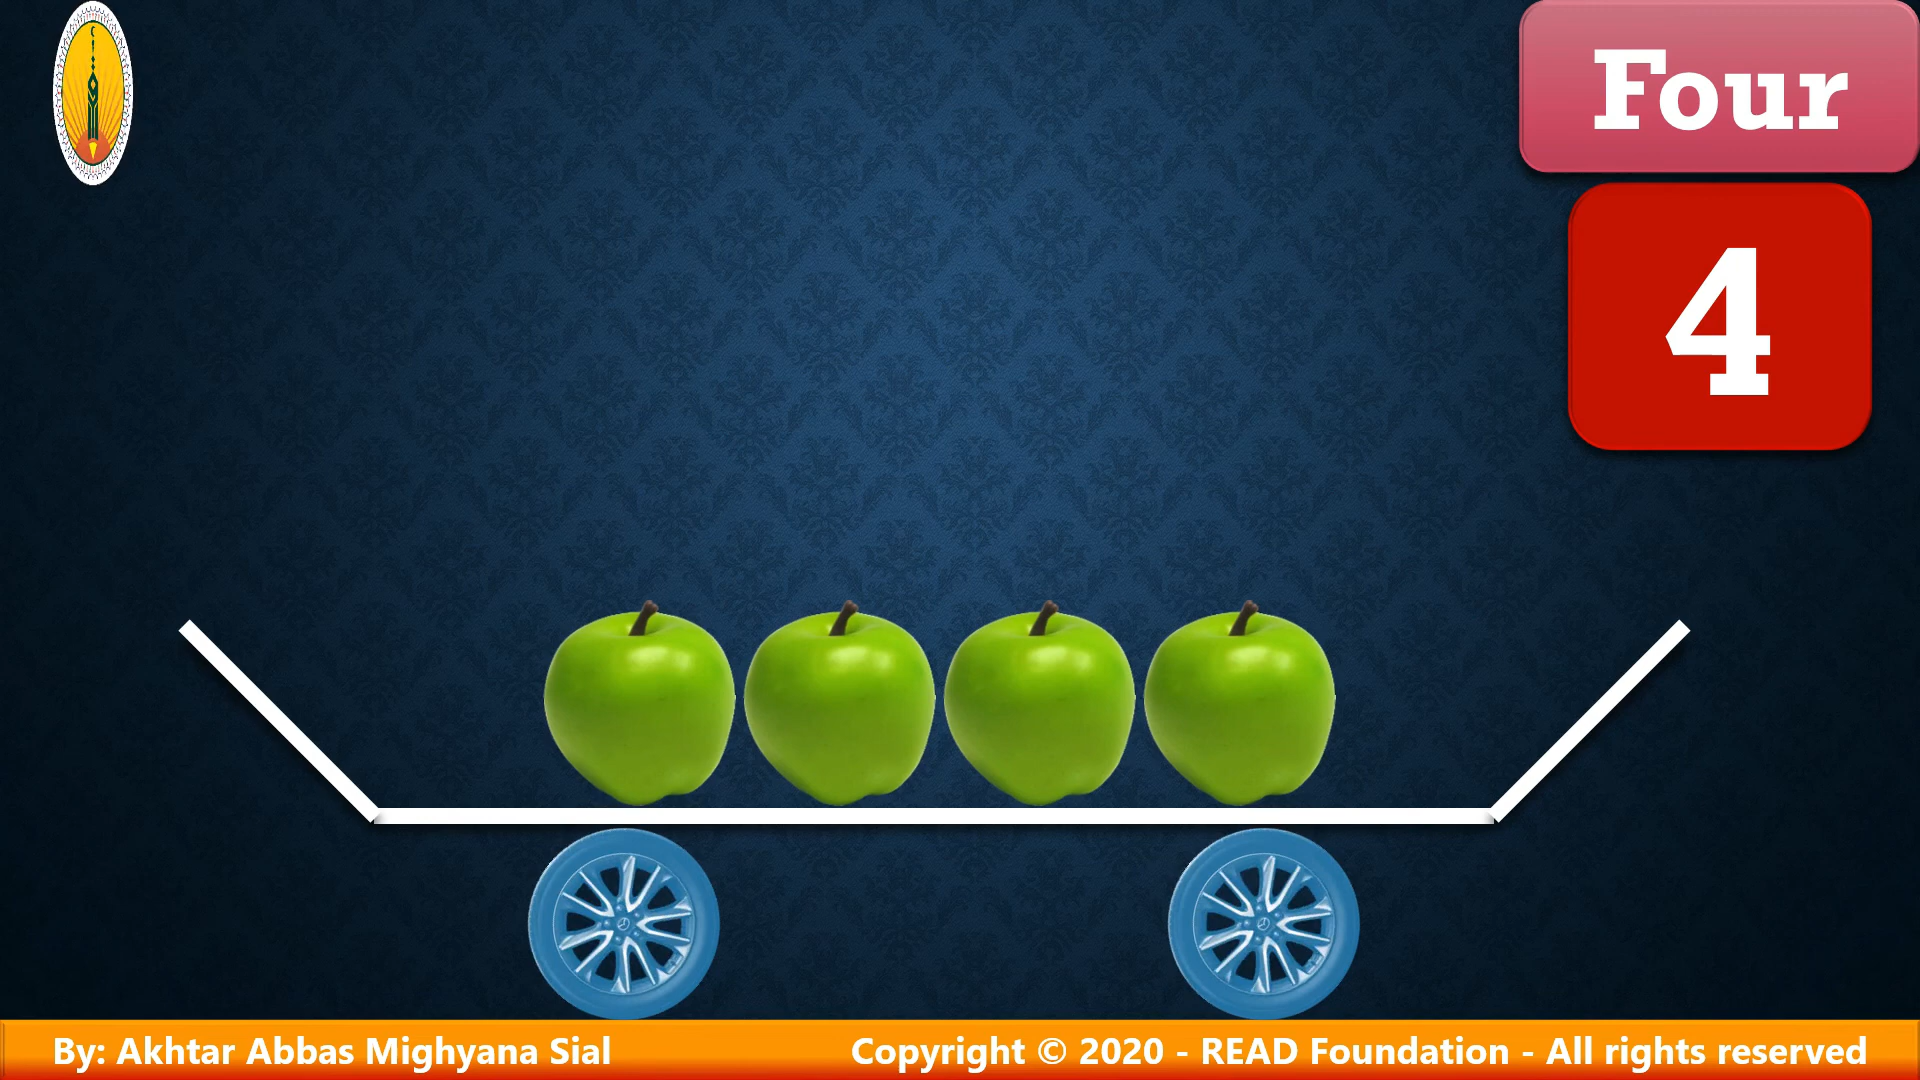 Four
4
By: Akhtar Abbas Mighyana Sial
Copyright © 2020 - READ Foundation - All rights reserved